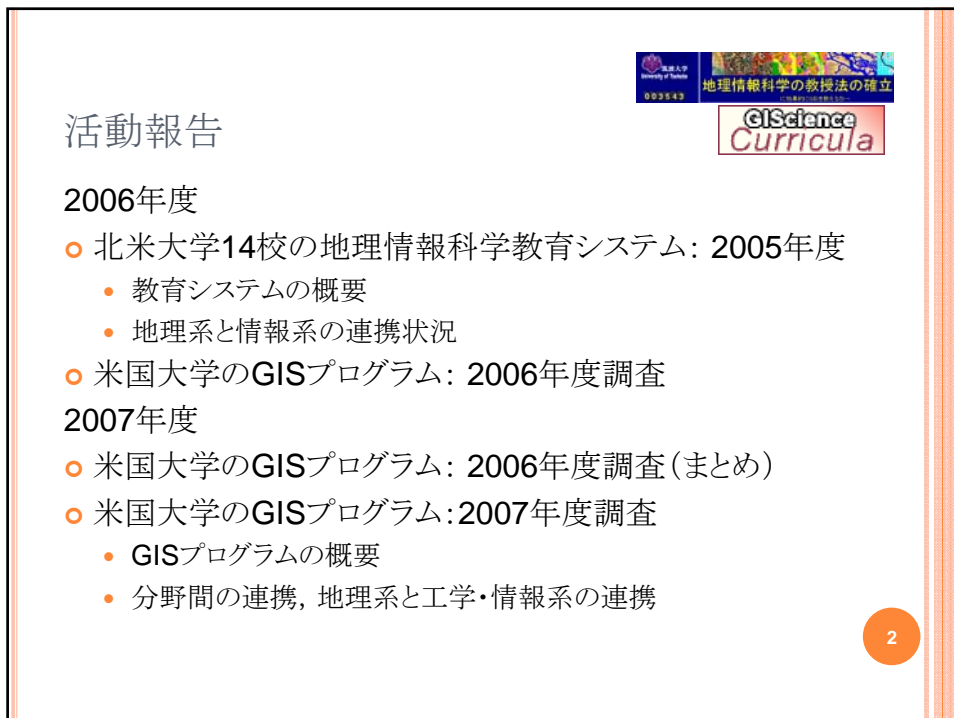 筑波大学
University of Tsukuba
003543
地理情報科学の教授法の確立
GIScience
Curricula
活動報告
2006年度
北米大学14校の地理情報科学教育システム: 2005年度
• 教育システムの概要
• 地理系と情報系の連携状況
米国大学のGISプログラム: 2006年度調査
2007年度
米国大学のGISプログラム: 2006年度調査(まとめ)
米国大学のGISプログラム:2007年度調査
• GISプログラムの概要
• 分野間の連携, 地理系と工学・情報系の連携
2